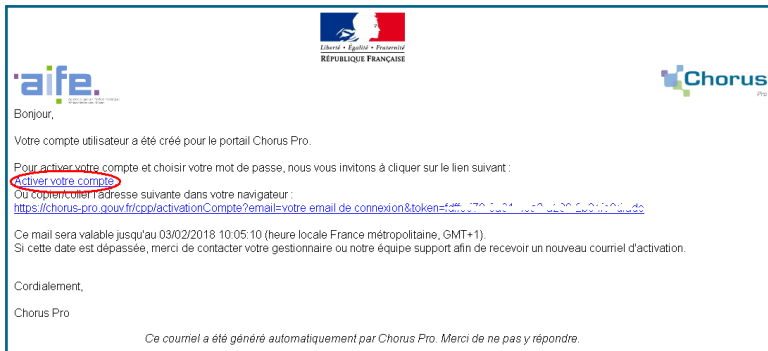 Liberté • Égalité • Fraternité
RÉPUBLIQUE FRANÇAISE
aife.
Chorus
Pro
Bonjour,
Votre compte utilisateur a été créé pour le portail Chorus Pro.
Pour activer votre compte et choisir votre mot de passe, nous vous invitons à cliquer sur le lien suivant :
Activer votre compte
Ou copier/coller l'adresse suivante dans votre navigateur :
https://chorus-pro.gouv.fr/cpp/activationCompte?email=votre email de connexion&token=
Ce mail sera valable jusqu'au 03/02/2018 10:05:10 (heure locale France métropolitaine, GMT+1).
Si cette date est dépassée, merci de contacter votre gestionnaire ou notre équipe support afin de recevoir un nouveau courriel d'activation.
Cordialement,
Chorus Pro
Ce courriel a été généré automatiquement par Chorus Pro. Merci de ne pas y répondre.